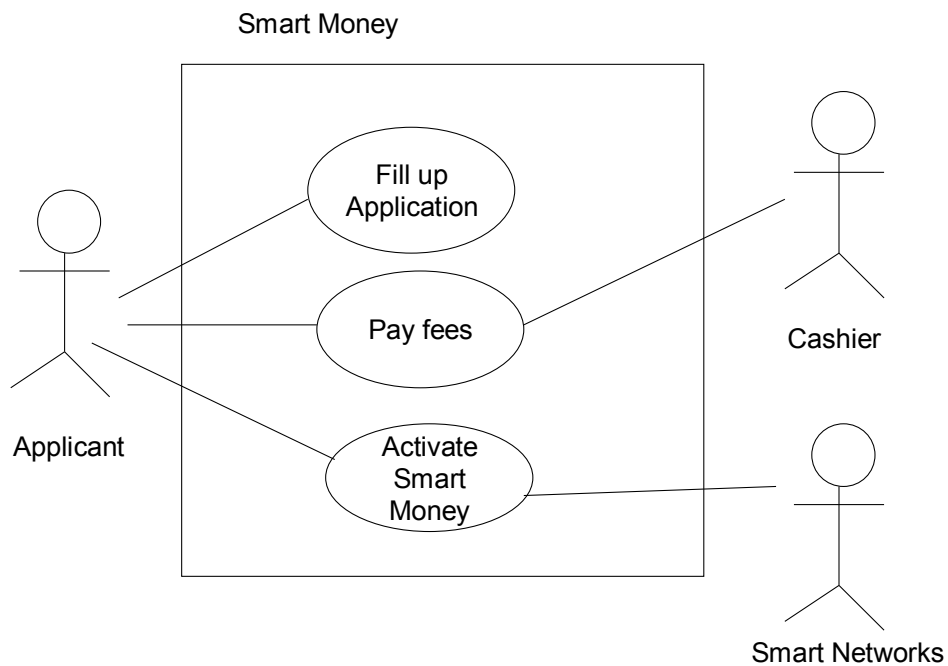 Smart Money
Fill up
Application
Pay fees
Cashier
Applicant
Activate
Smart
Money
Smart Networks